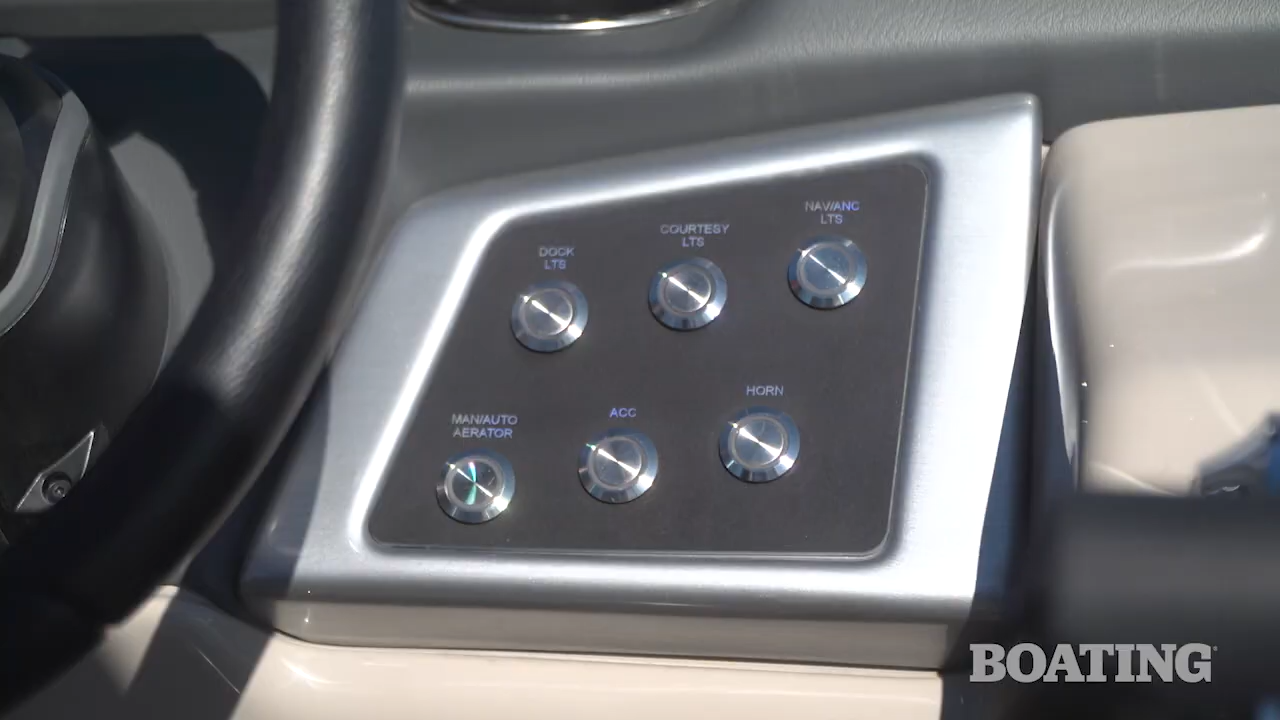 DOCK
LTS
COURTESY
LTS
NAV/ANC
LTS
MAN/AUTO
AERATOR
ACC
HORN
BOATING